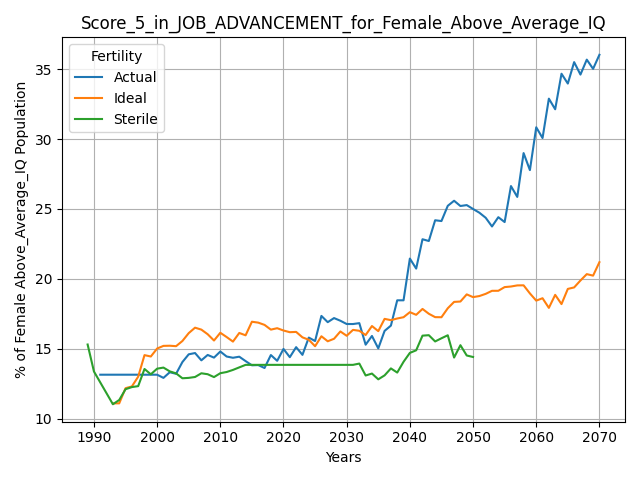 Score_5_in_JOB_ADVANCEMENT_for_Female_Above_Average_IQ
% of Female Above_Average_IQ Population
35
30
25
20
15
10
Fertility
Actual
Ideal
Sterile
1990 2000 2010 2020 2030 2040 2050 2060 2070
Years